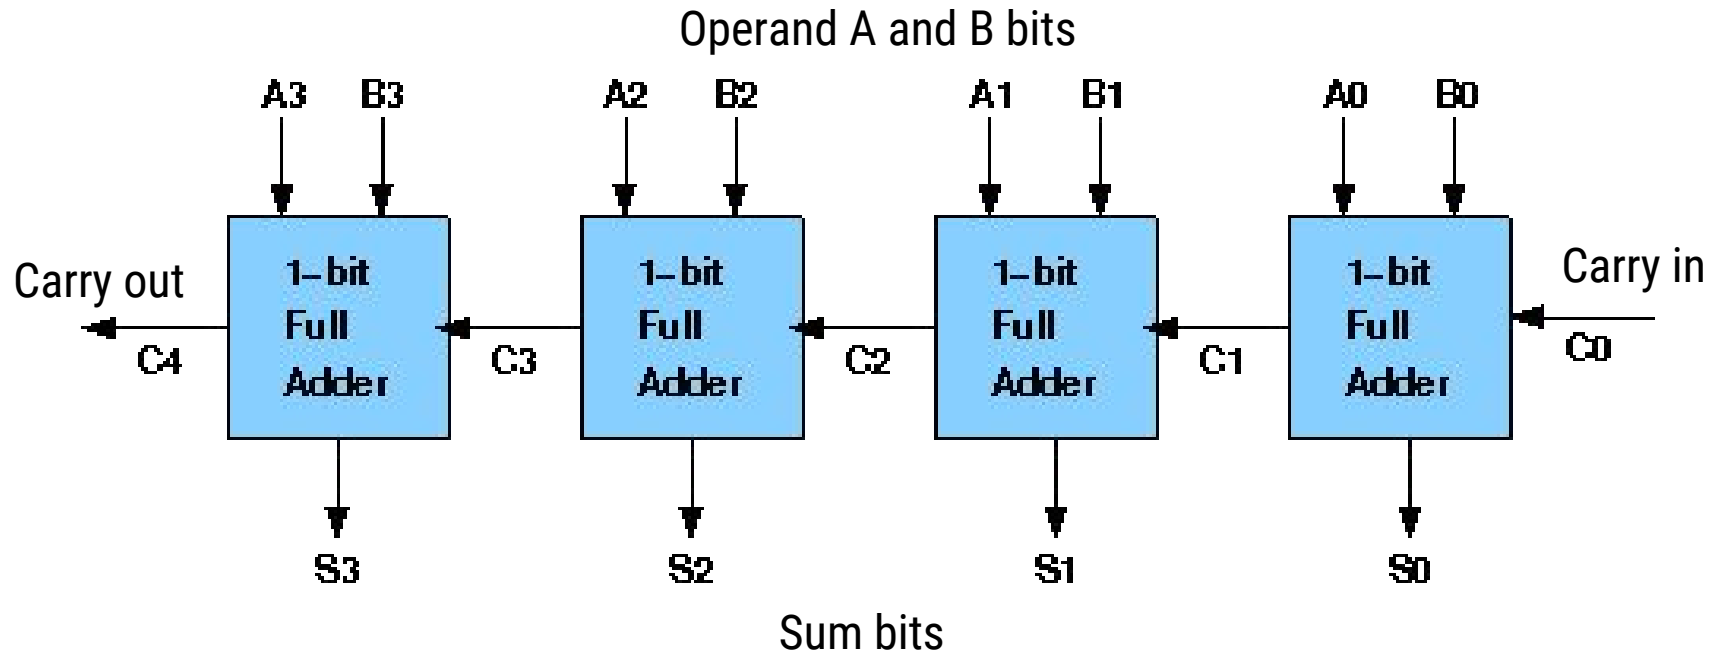 Operand A and B bits
A3 B3 A2 B2 A1 B1 A0 B0
1-bit Full Adder
1-bit Full Adder
1-bit Full Adder
1-bit Full Adder
Carry out
Carry in
C4 C3 C2 C1 C0
S3 S2 S1 S0
Sum bits